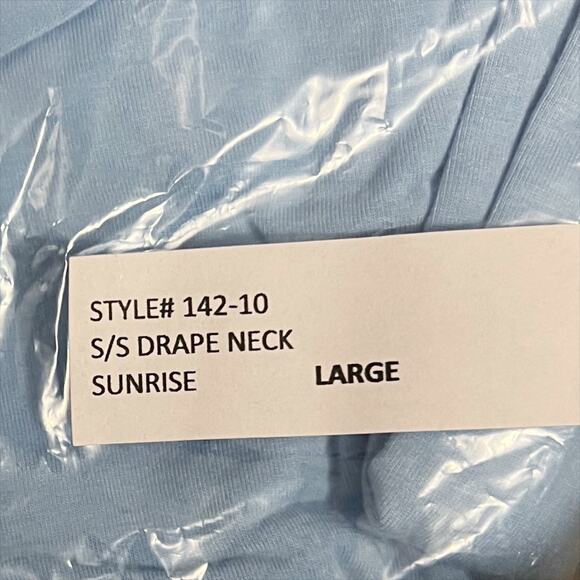 STYLE# 142-10
S/S DRAPE NECK
SUNRISE LARGE